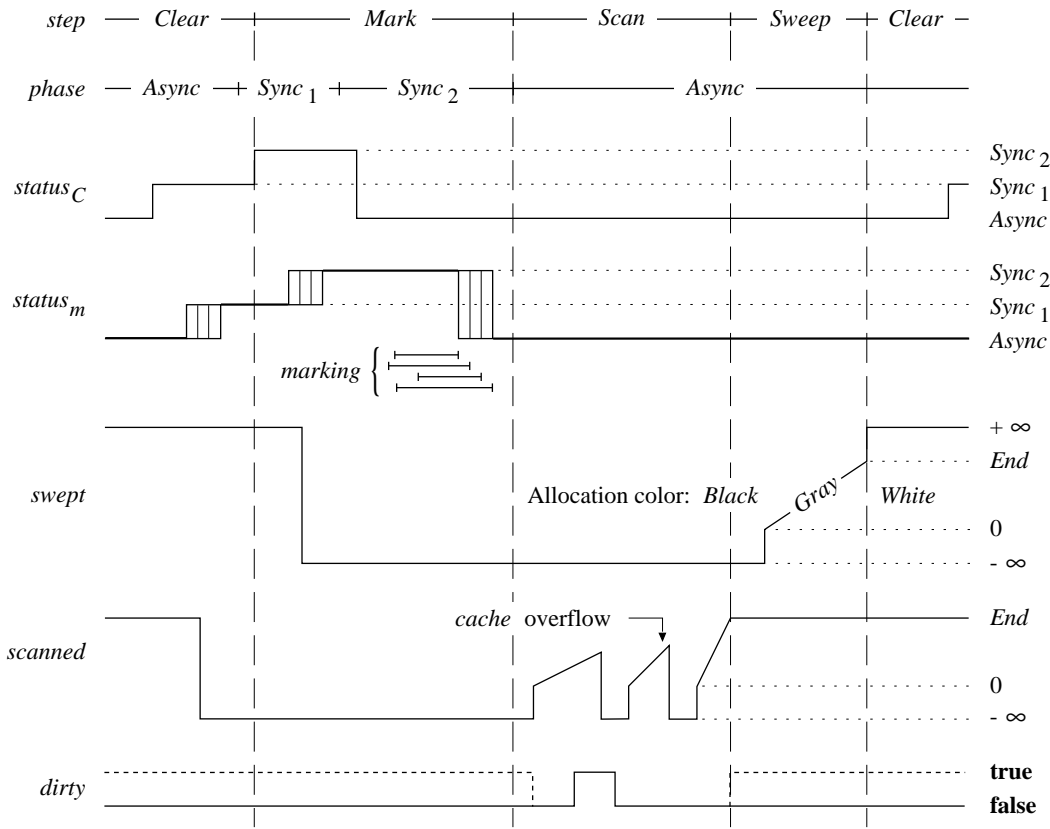 step Clear Mark Scan Sweep Clear
phase Async Sync 1 Sync 2 Async
status C Sync 2
Sync 1
Async
status m Sync 2
Sync 1
Async
marking {
+ ∞
End
swept Allocation color: Black Gray White
0
- ∞
cache overflow End
scanned
0
- ∞
dirty true
false